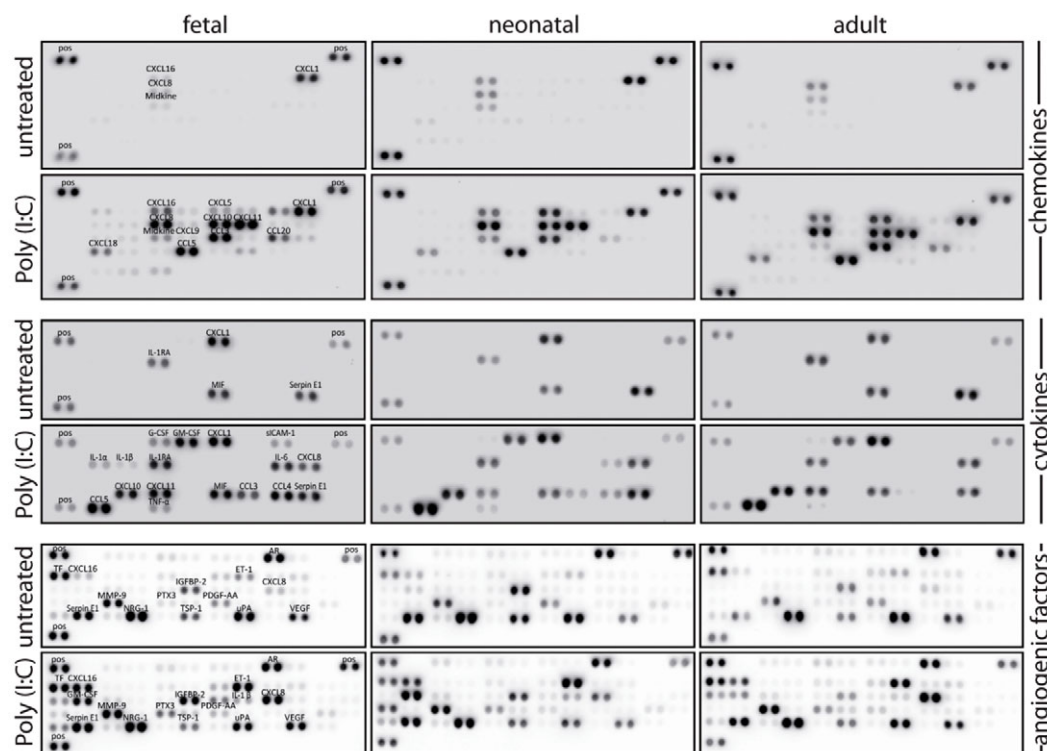 fetal neonatal adult
untreated
pos pos
CXCL16 CXCL1
CXCL8
Midkine
pos
chemokines
Poly (I:C)
pos pos
CXCL16 CXCL5 CXCL1
CXCL8 CXCL10 CXCL11
Midkine CXCL9
CXCL18 CCL5 CCL20
pos
untreated
pos CXCL1 pos
IL-1RA
MIF Serpin E1
pos
cytokines
Poly (I:C)
pos G-CSF GM-CSF CXCL1 sICAM-1 pos
IL-1α IL-1β IL-1RA IL-6 CXCL8
CXCL10 CXCL11 MIF CCL3 CCL4 Serpin E1
pos CCL5 TNF-α
untreated
pos AR pos
TF CXCL16 ET-1
IGFBP-2 CXCL8
MMP-9 PTX3 PDGF-AA
Serpin E1 NRG-1 TSP-1 uPA VEGF
pos
angiogenic factors
Poly (I:C)
pos AR pos
TF CXCL16 ET-1
GM-CSF IGFBP-2 IL-1β CXCL8
MMP-9 PTX3 PDGF-AA
Serpin E1 NRG-1 TSP-1 uPA VEGF
pos